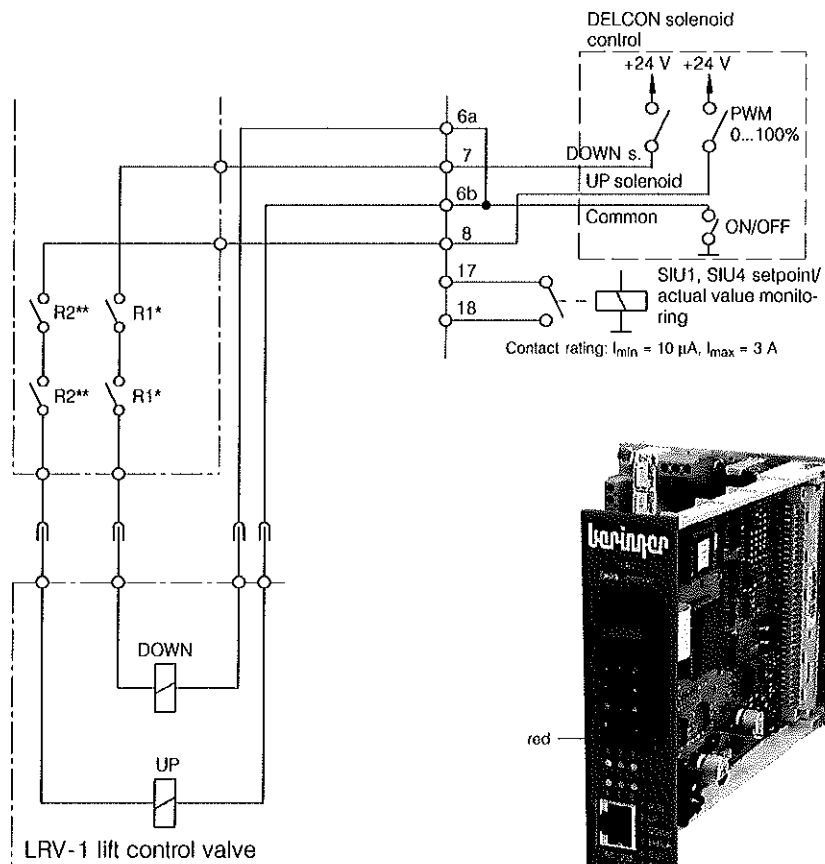 DELCON solenoid
control
+24 V +24 V
PWM
0...100%
6a
7
DOWN s.
UP solenoid
6b
Common
ON/OFF
8
17
SIU1, SIU4 setpoint/
actual value monito-
ring
18
Contact rating: Imin = 10 µA, Imax = 3 A
R2** R1*
R2** R1*
beringer
DOWN
red
UP
LRV-1 lift control valve